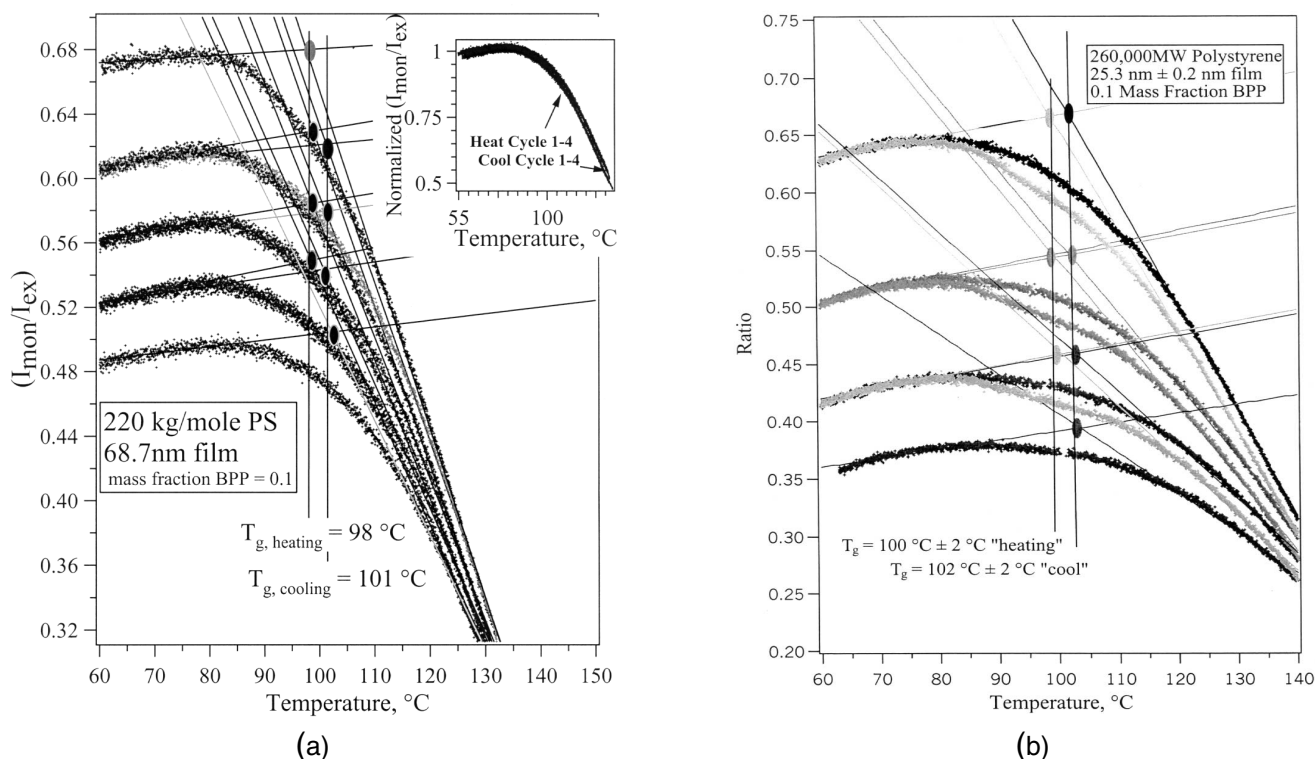 0.68
0.64
0.60
0.56
0.52
0.48
0.44
0.40
0.36
0.32
(I_mon/I_ex)
60 70 80 90 100 110 120 130 140 150
Temperature, °C
220 kg/mole PS
68.7nm film
mass fraction BPP = 0.1
T_g, heating = 98 °C
T_g, cooling = 101 °C
Normalized (I_mon/I_ex)
1
0.75
0.5
Heat Cycle 1-4
Cool Cycle 1-4
55 100
Temperature, °C
(a)
0.75
0.70
0.65
0.60
0.55
0.50
0.45
0.40
0.35
0.30
0.25
0.20
Ratio
260,000MW Polystyrene
25.3 nm ± 0.2 nm film
0.1 Mass Fraction BPP
T_g = 100 °C ± 2 °C "heating"
T_g = 102 °C ± 2 °C "cool"
60 70 80 90 100 110 120 130 140
Temperature, °C
(b)